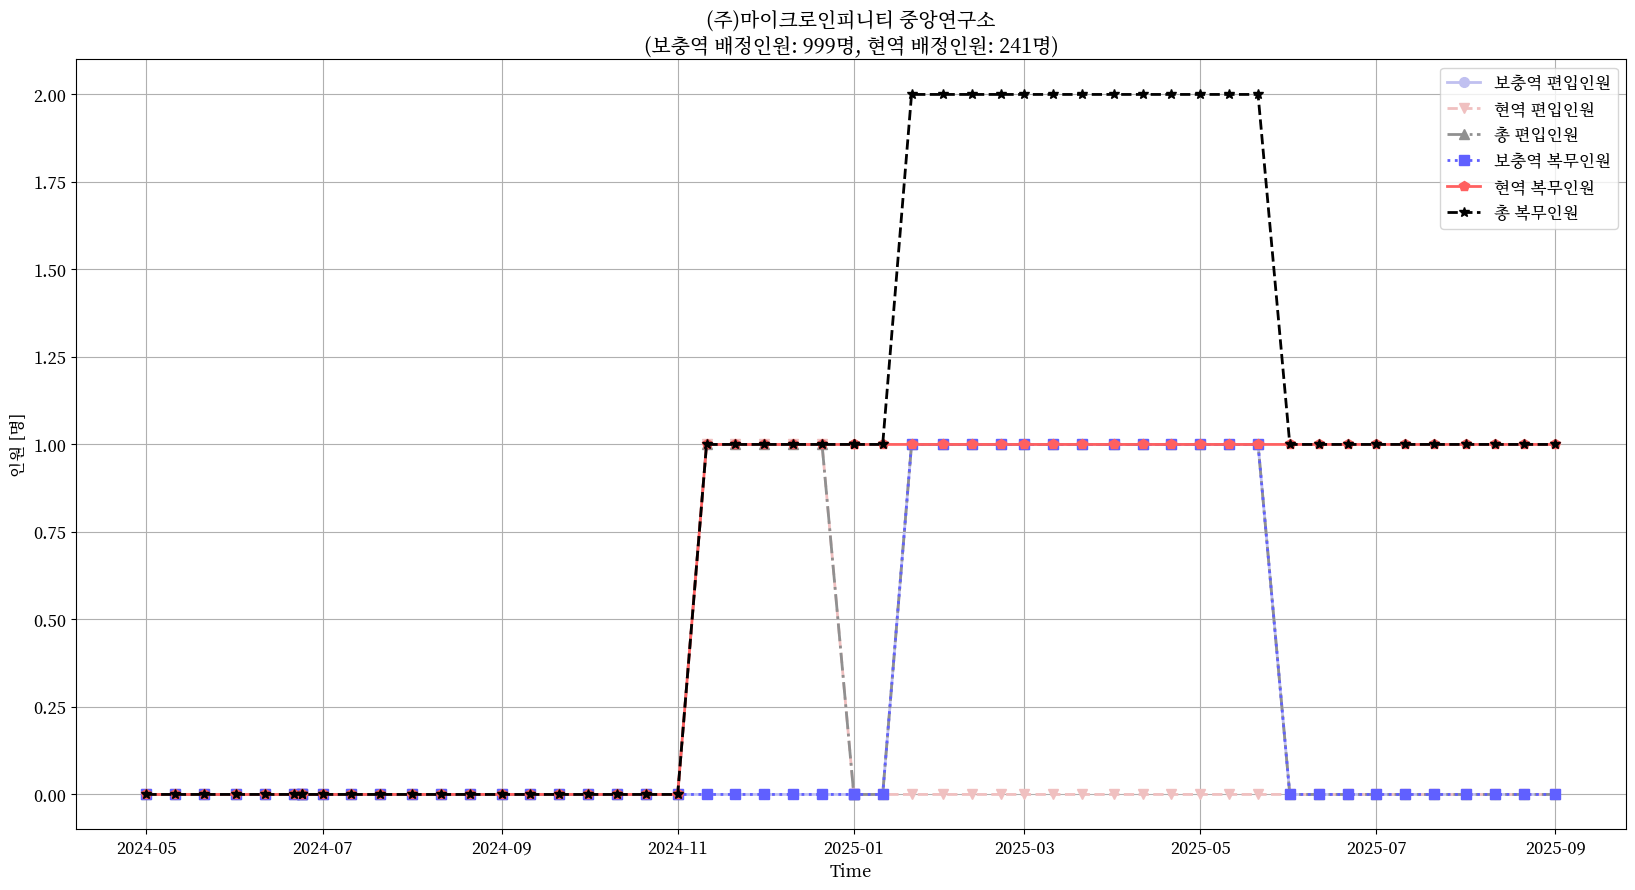 (주)마이크로인피니티 중앙연구소
(보충역 배정인원: 999명, 현역 배정인원: 241명)
보충역 편입인원
현역 편입인원
총 편입인원
보충역 복무인원
현역 복무인원
총 복무인원
인원 [명]
2.00
1.75
1.50
1.25
1.00
0.75
0.50
0.25
0.00
2024-05
2024-07
2024-09
2024-11
2025-01
2025-03
2025-05
2025-07
2025-09
Time